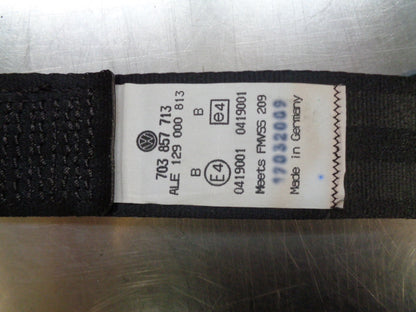 703 857 713
ALE 129 000 813
B B
E4 e4
0419001 0419001
Meets FMVSS 209
17032009
Made in Germany